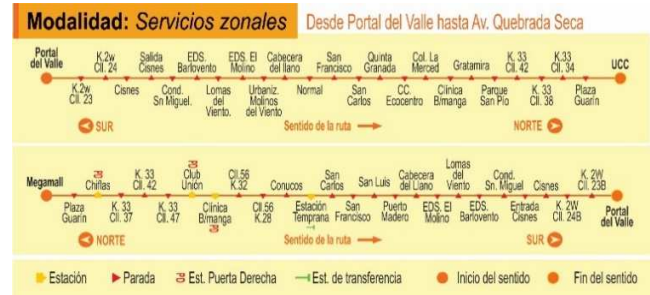 Modalidad: Servicios zonales
Desde Portal del Valle hasta Av. Quebrada Seca
Portal
del Valle
K.2w
Cll. 23
K.2w
Cll. 24
Cisnes
Salida
Cisnes
Cond.
Sn Miguel.
EDS.
Barlovento
Lomas
del
Viento.
EDS. El
Molino
Urbaniz.
Molinos
del Viento
Cabecera
del llano
Normal
San
Francisco
San
Carlos
Quinta
Granada
CC.
Ecocentro
Col. La
Merced
Clínica
B/manga
Gratamira
Parque
San Pío
K. 33
Cll. 42
K. 33
Cll. 38
K.33
Cll. 34
Plaza
Guarín
UCC
SUR
Sentido de la ruta
NORTE
Megamall
Plaza
Guarín
Chiflas
K. 33
Cll. 37
K. 33
Cll. 42
K. 33
Cll. 47
Club
Unión
Clínica
B/manga
Cll.56
K.32
Cll.56
K.28
Conucos
Estación
Temprana
San
Carlos
San
Francisco
San Luis
Puerto
Madero
Cabecera
del Llano
EDS. El
Molino
Lomas
del
Viento
EDS.
Barlovento
Cond.
Sn. Miguel
Entrada
Cisnes
Cisnes
K. 2W
Cll. 24B
K. 2W
Cll. 23B
Portal
del Valle
NORTE
Sentido de la ruta
SUR
Estación
Parada
Est. Puerta Derecha
Est. de transferencia
Inicio del sentido
Fin del sentido